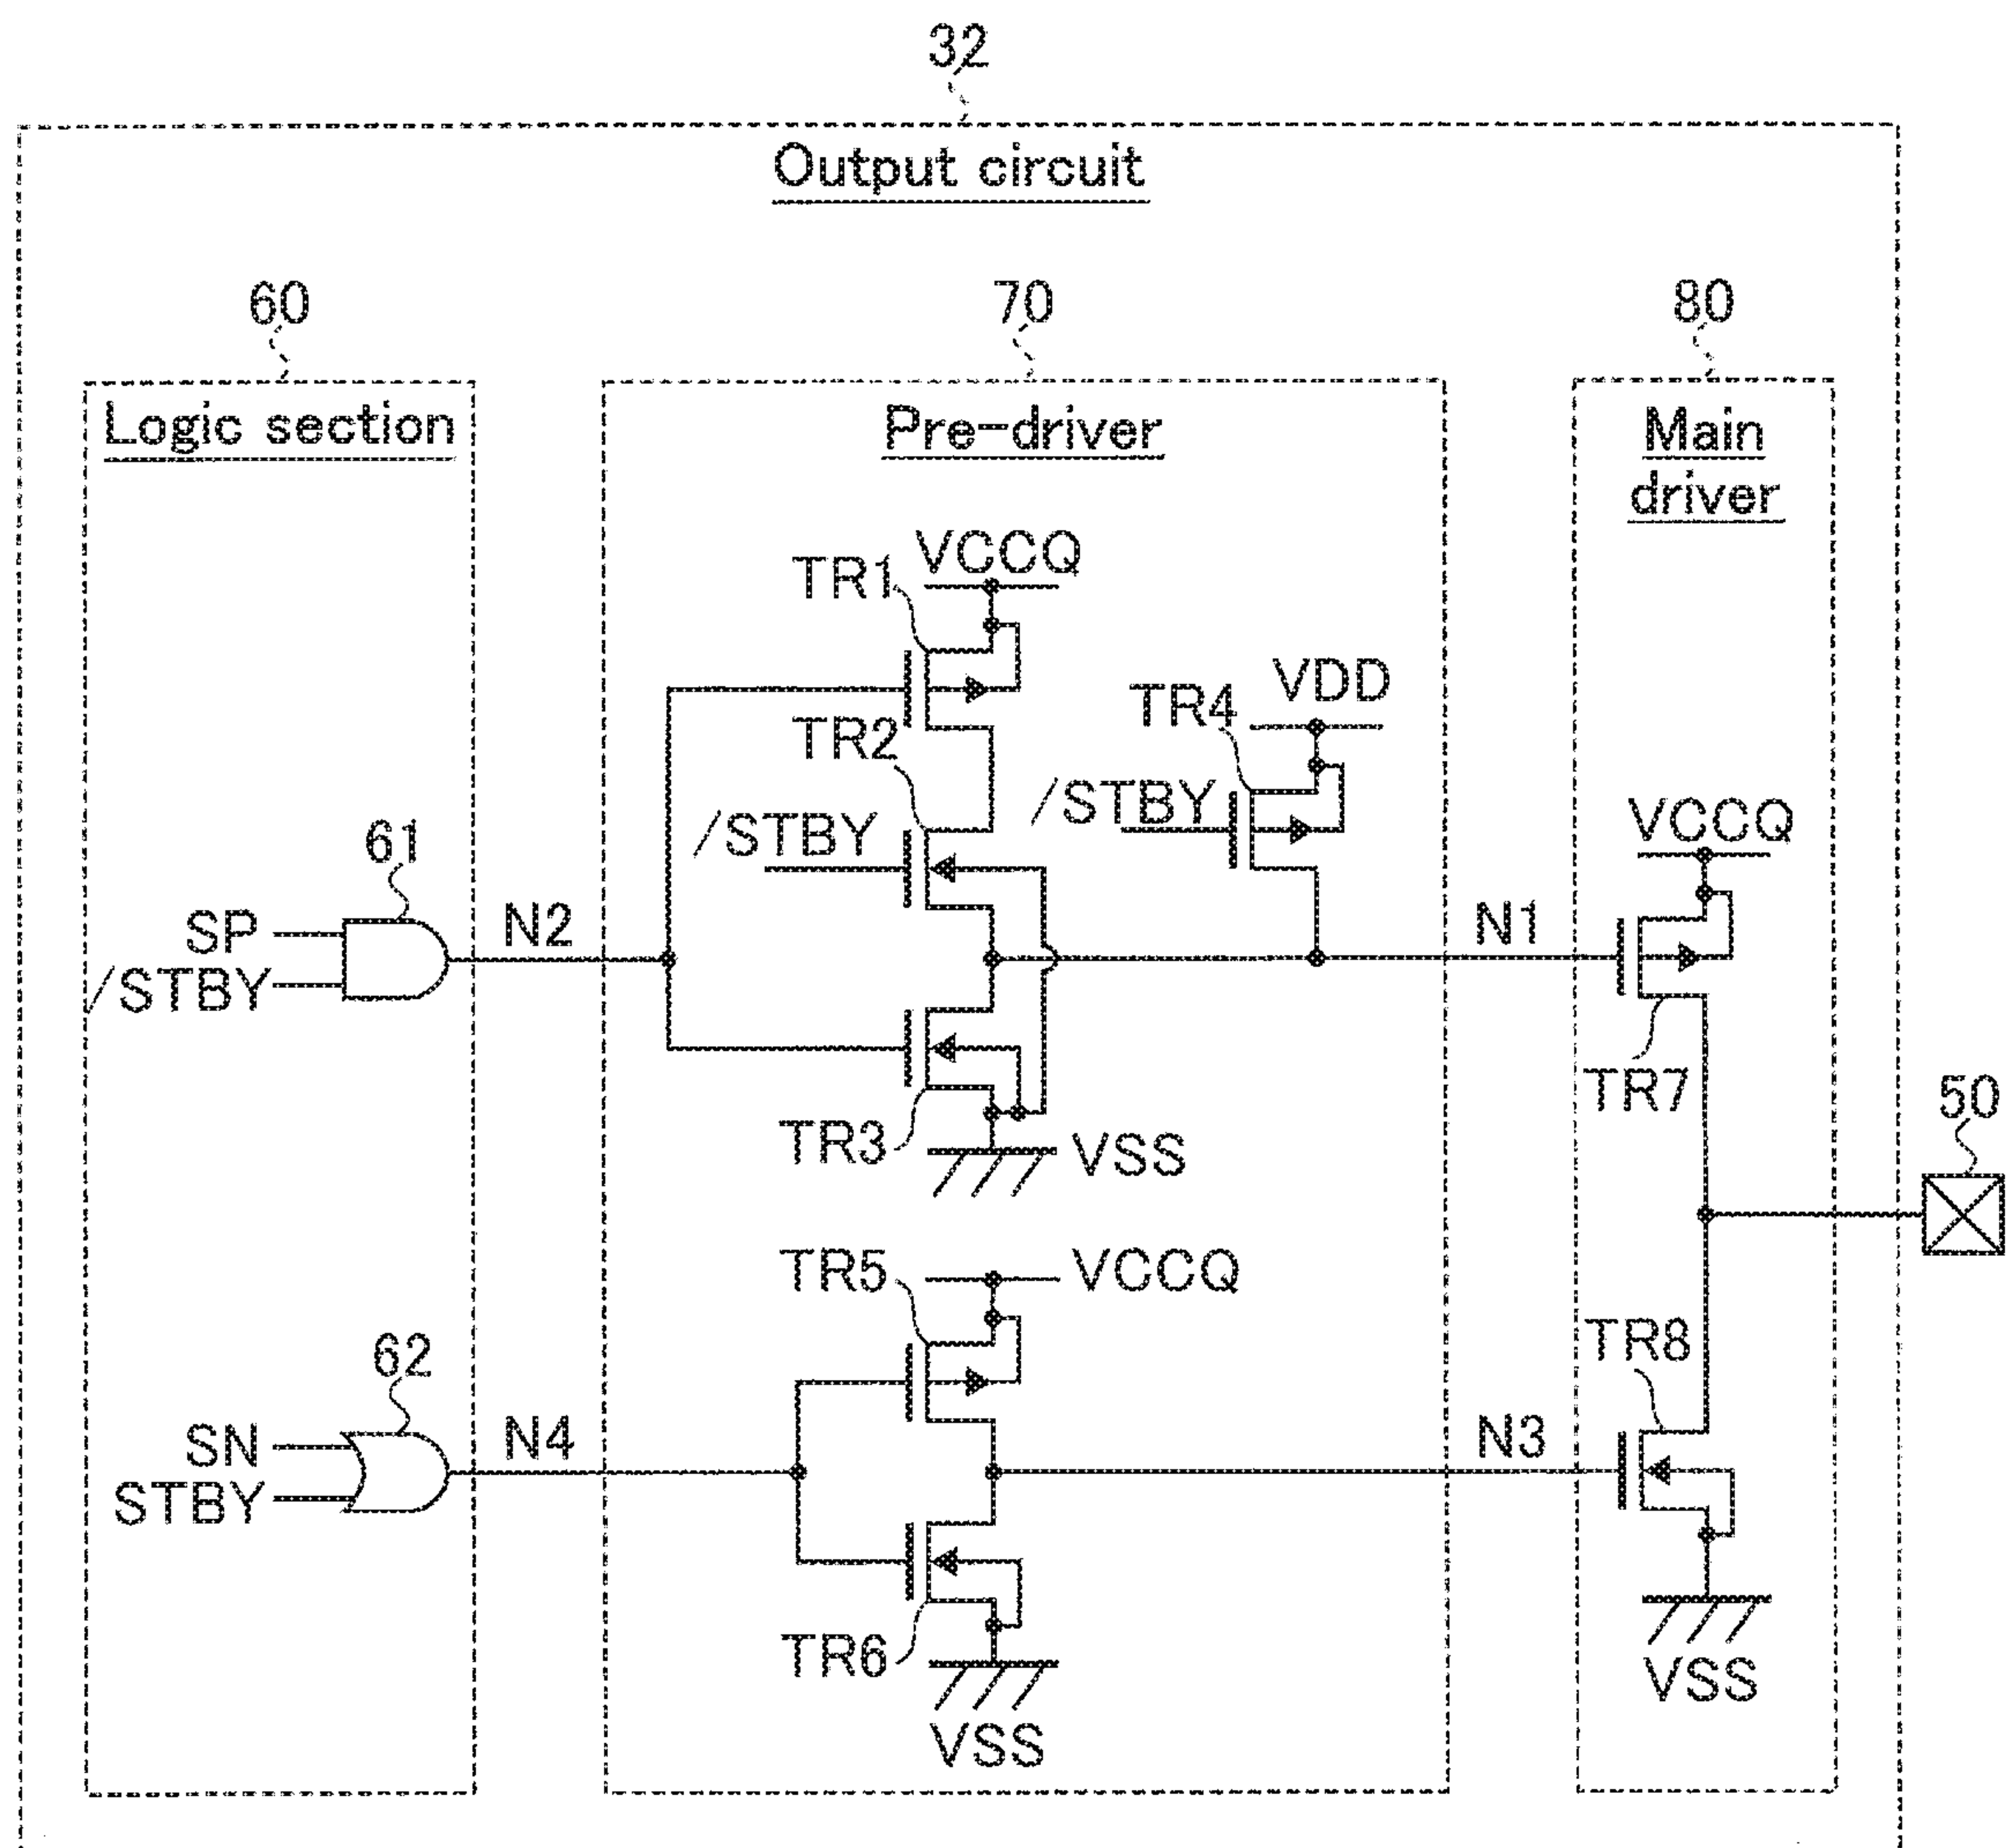 32
Output circuit
60
70
80
Logic section
Pre-driver
Main
driver
VCCQ
TR1
VDD
TR4
TR2
/STBY
/STBY
VCCQ
61
SP
/STBY
N2
N1
TR7
TR3
VSS
50
TR5
VCCQ
62
TR8
SN
STBY
N4
N3
TR6
VSS
VSS